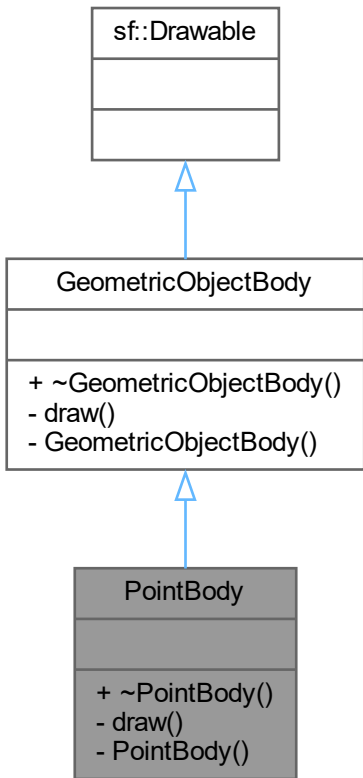 sf::Drawable
GeometricObjectBody
+ ~GeometricObjectBody()
- draw()
- GeometricObjectBody()
PointBody
+ ~PointBody()
- draw()
- PointBody()